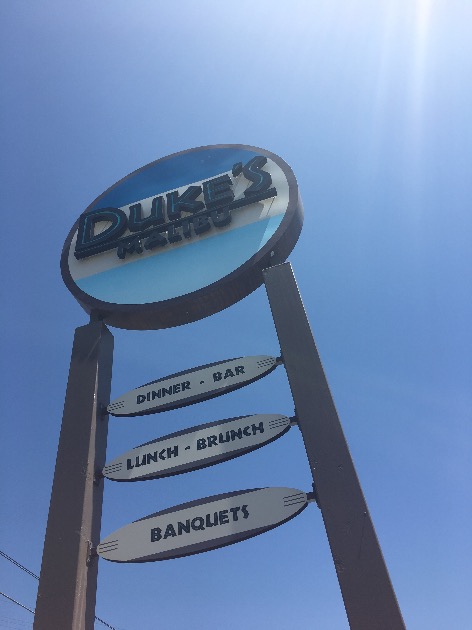 DUKE'S
MALIBU
DINNER - BAR
LUNCH - BRUNCH
BANQUETS